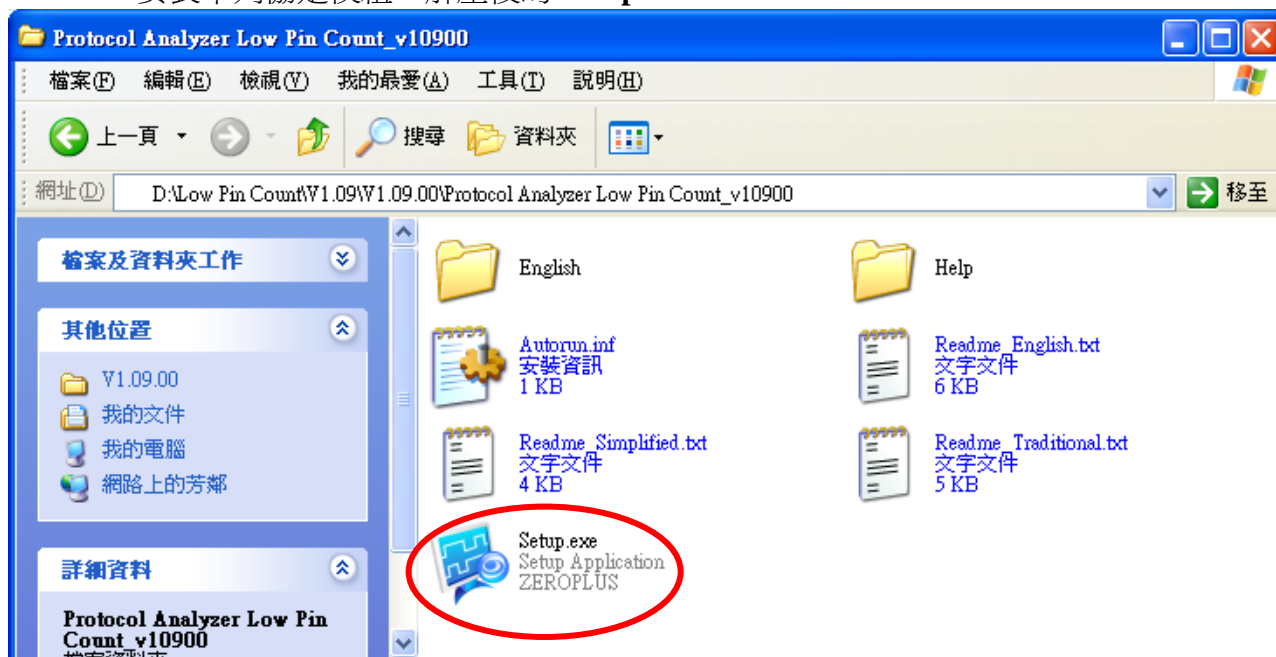 Protocol Analyzer Low Pin Count_v10900
檔案(F) 編輯(E) 檢視(V) 我的最愛(A) 工具(T) 說明(H)
上一頁 搜尋 資料夾
網址(D) D:\Low Pin Count\V1.09\V1.09.00\Protocol Analyzer Low Pin Count_v10900 移至
檔案及資料夾工作
其他位置
V1.09.00
我的文件
我的電腦
網路上的芳鄰
詳細資料
Protocol Analyzer Low Pin
Count_v10900
檔案資料夾
English
Help
Autorun.inf
安裝資訊
1 KB
Readme_English.txt
文字文件
6 KB
Readme_Simplified.txt
文字文件
4 KB
Readme_Traditional.txt
文字文件
5 KB
Setup.exe
Setup Application
ZEROPLUS